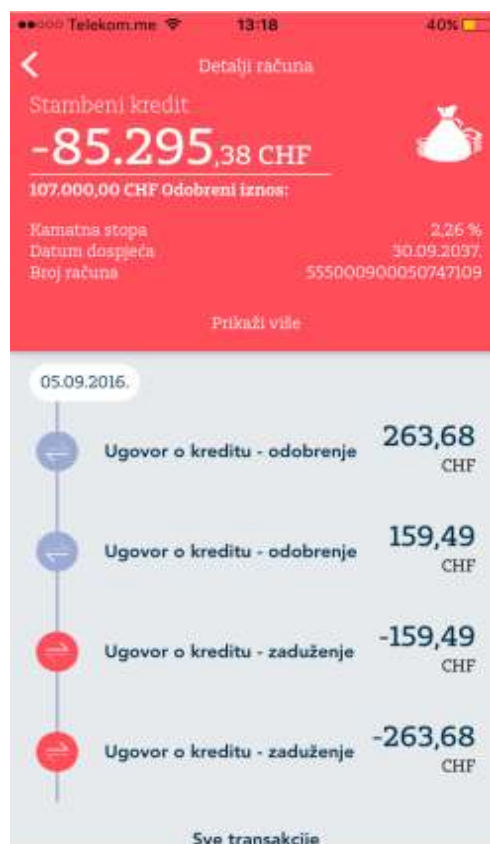 Telekom.me 13:18 40%
Detalji računa
Stambeni kredit
-85.295,38 CHF
107.000,00 CHF Odobreni iznos:
Kamatna stopa 2,26 %
Datum dospjeća 30.09.2037.
Broj računa 555000900050747109
Prikaži više
05.09.2016.
Ugovor o kreditu - odobrenje 263,68 CHF
Ugovor o kreditu - odobrenje 159,49 CHF
Ugovor o kreditu - zaduženje -159,49 CHF
Ugovor o kreditu - zaduženje -263,68 CHF
Sve transakcije